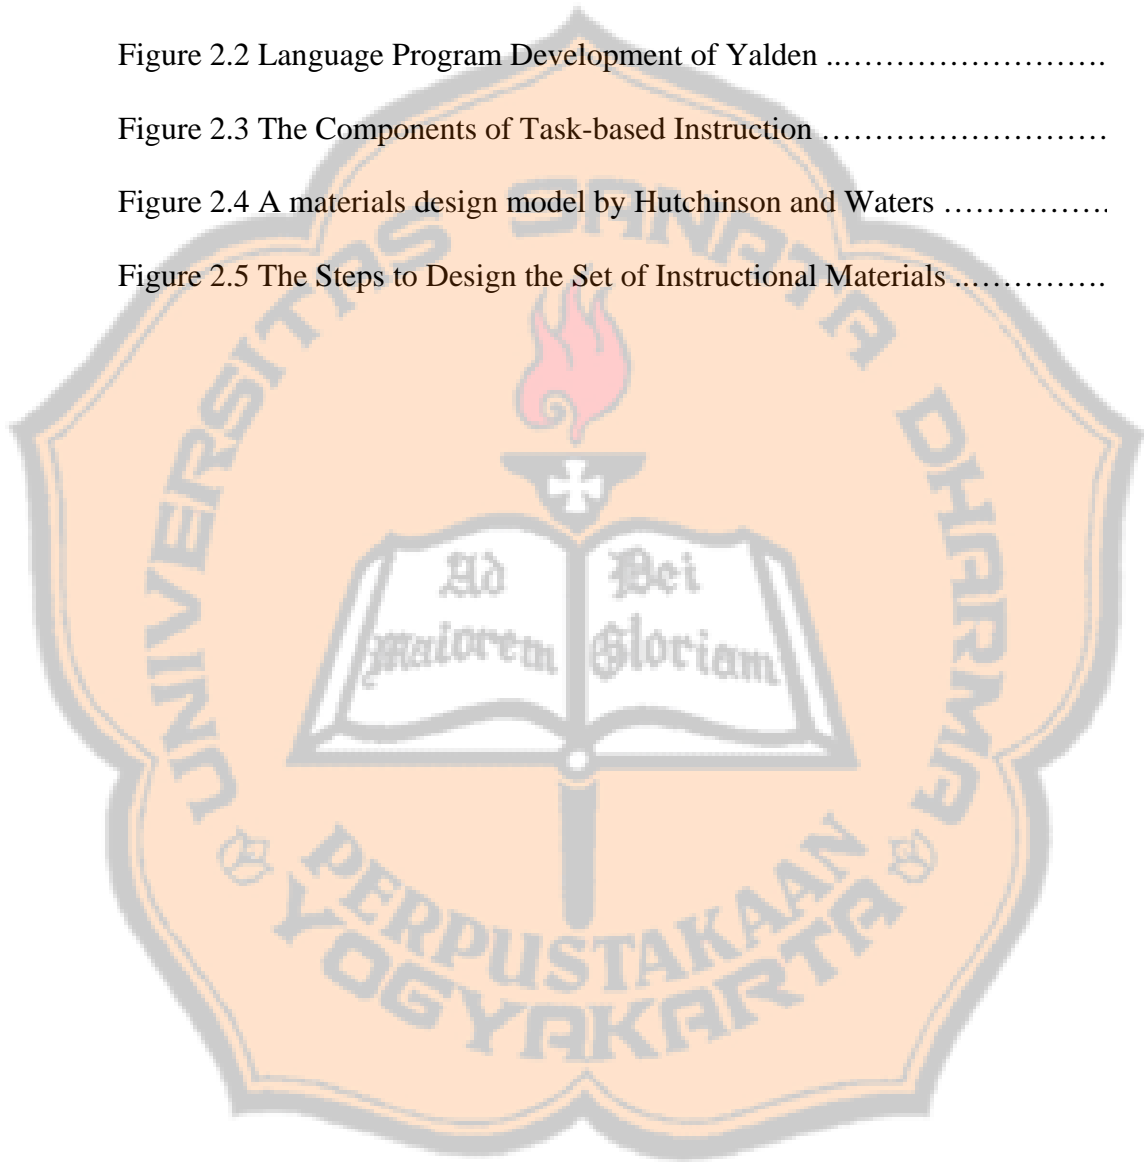 Figure 2.2 Language Program Development of Yalden ..……………………
Figure 2.3 The Components of Task-based Instruction ………………………
Figure 2.4 A materials design model by Hutchinson and Waters …………….
Figure 2.5 The Steps to Design the Set of Instructional Materials ..………….
UNIVERSITAS SANATA DHARMA
Ad Dei
Maiorem Gloriam
PERPUSTAKAAN
YOGYAKARTA